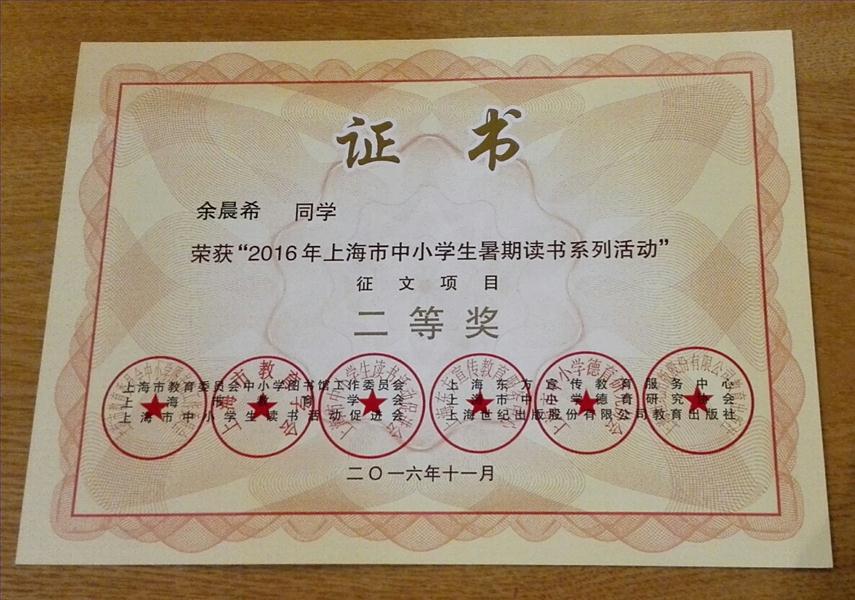 证书
余晨希 同学
荣获“2016年上海市中小学生暑期读书系列活动”
征文项目
二等奖
上海市教育委员会中小学图书馆工作委员会 上海东方宣传教育服务中心
上海市教育学会 上海市中小学德育研究协会
上海市中小学生读书活动促进会 上海世纪出版股份有限公司教育出版社
二〇一六年十一月